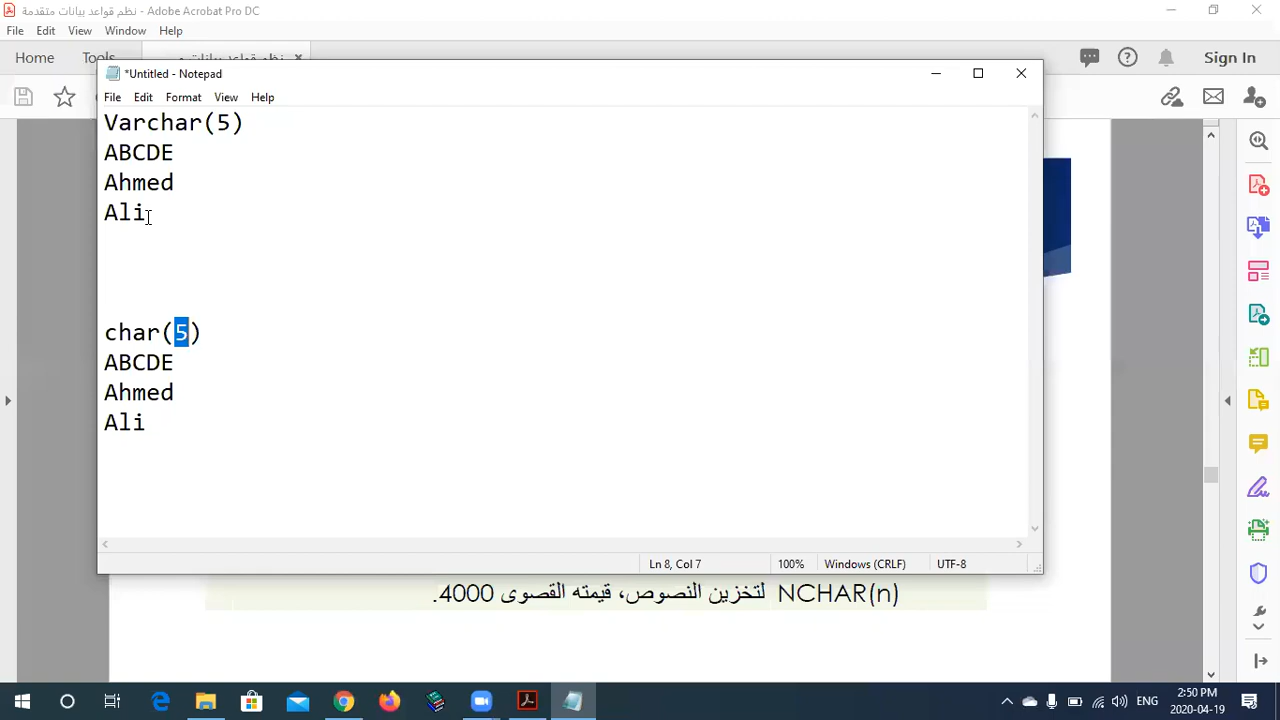 نظم قواعد بيانات متقدمة - Adobe Acrobat Pro DC
File Edit View Window Help
Home Tools Sign In
*Untitled - Notepad
File Edit Format View Help
Varchar(5)
ABCDE
Ahmed
Ali
char(5)
ABCDE
Ahmed
Ali
Ln 8, Col 7 100% Windows (CRLF) UTF-8
NCHAR(n) لتخزين النصوص، قيمته القصوى 4000.
ENG 2:50 PM
2020-04-19